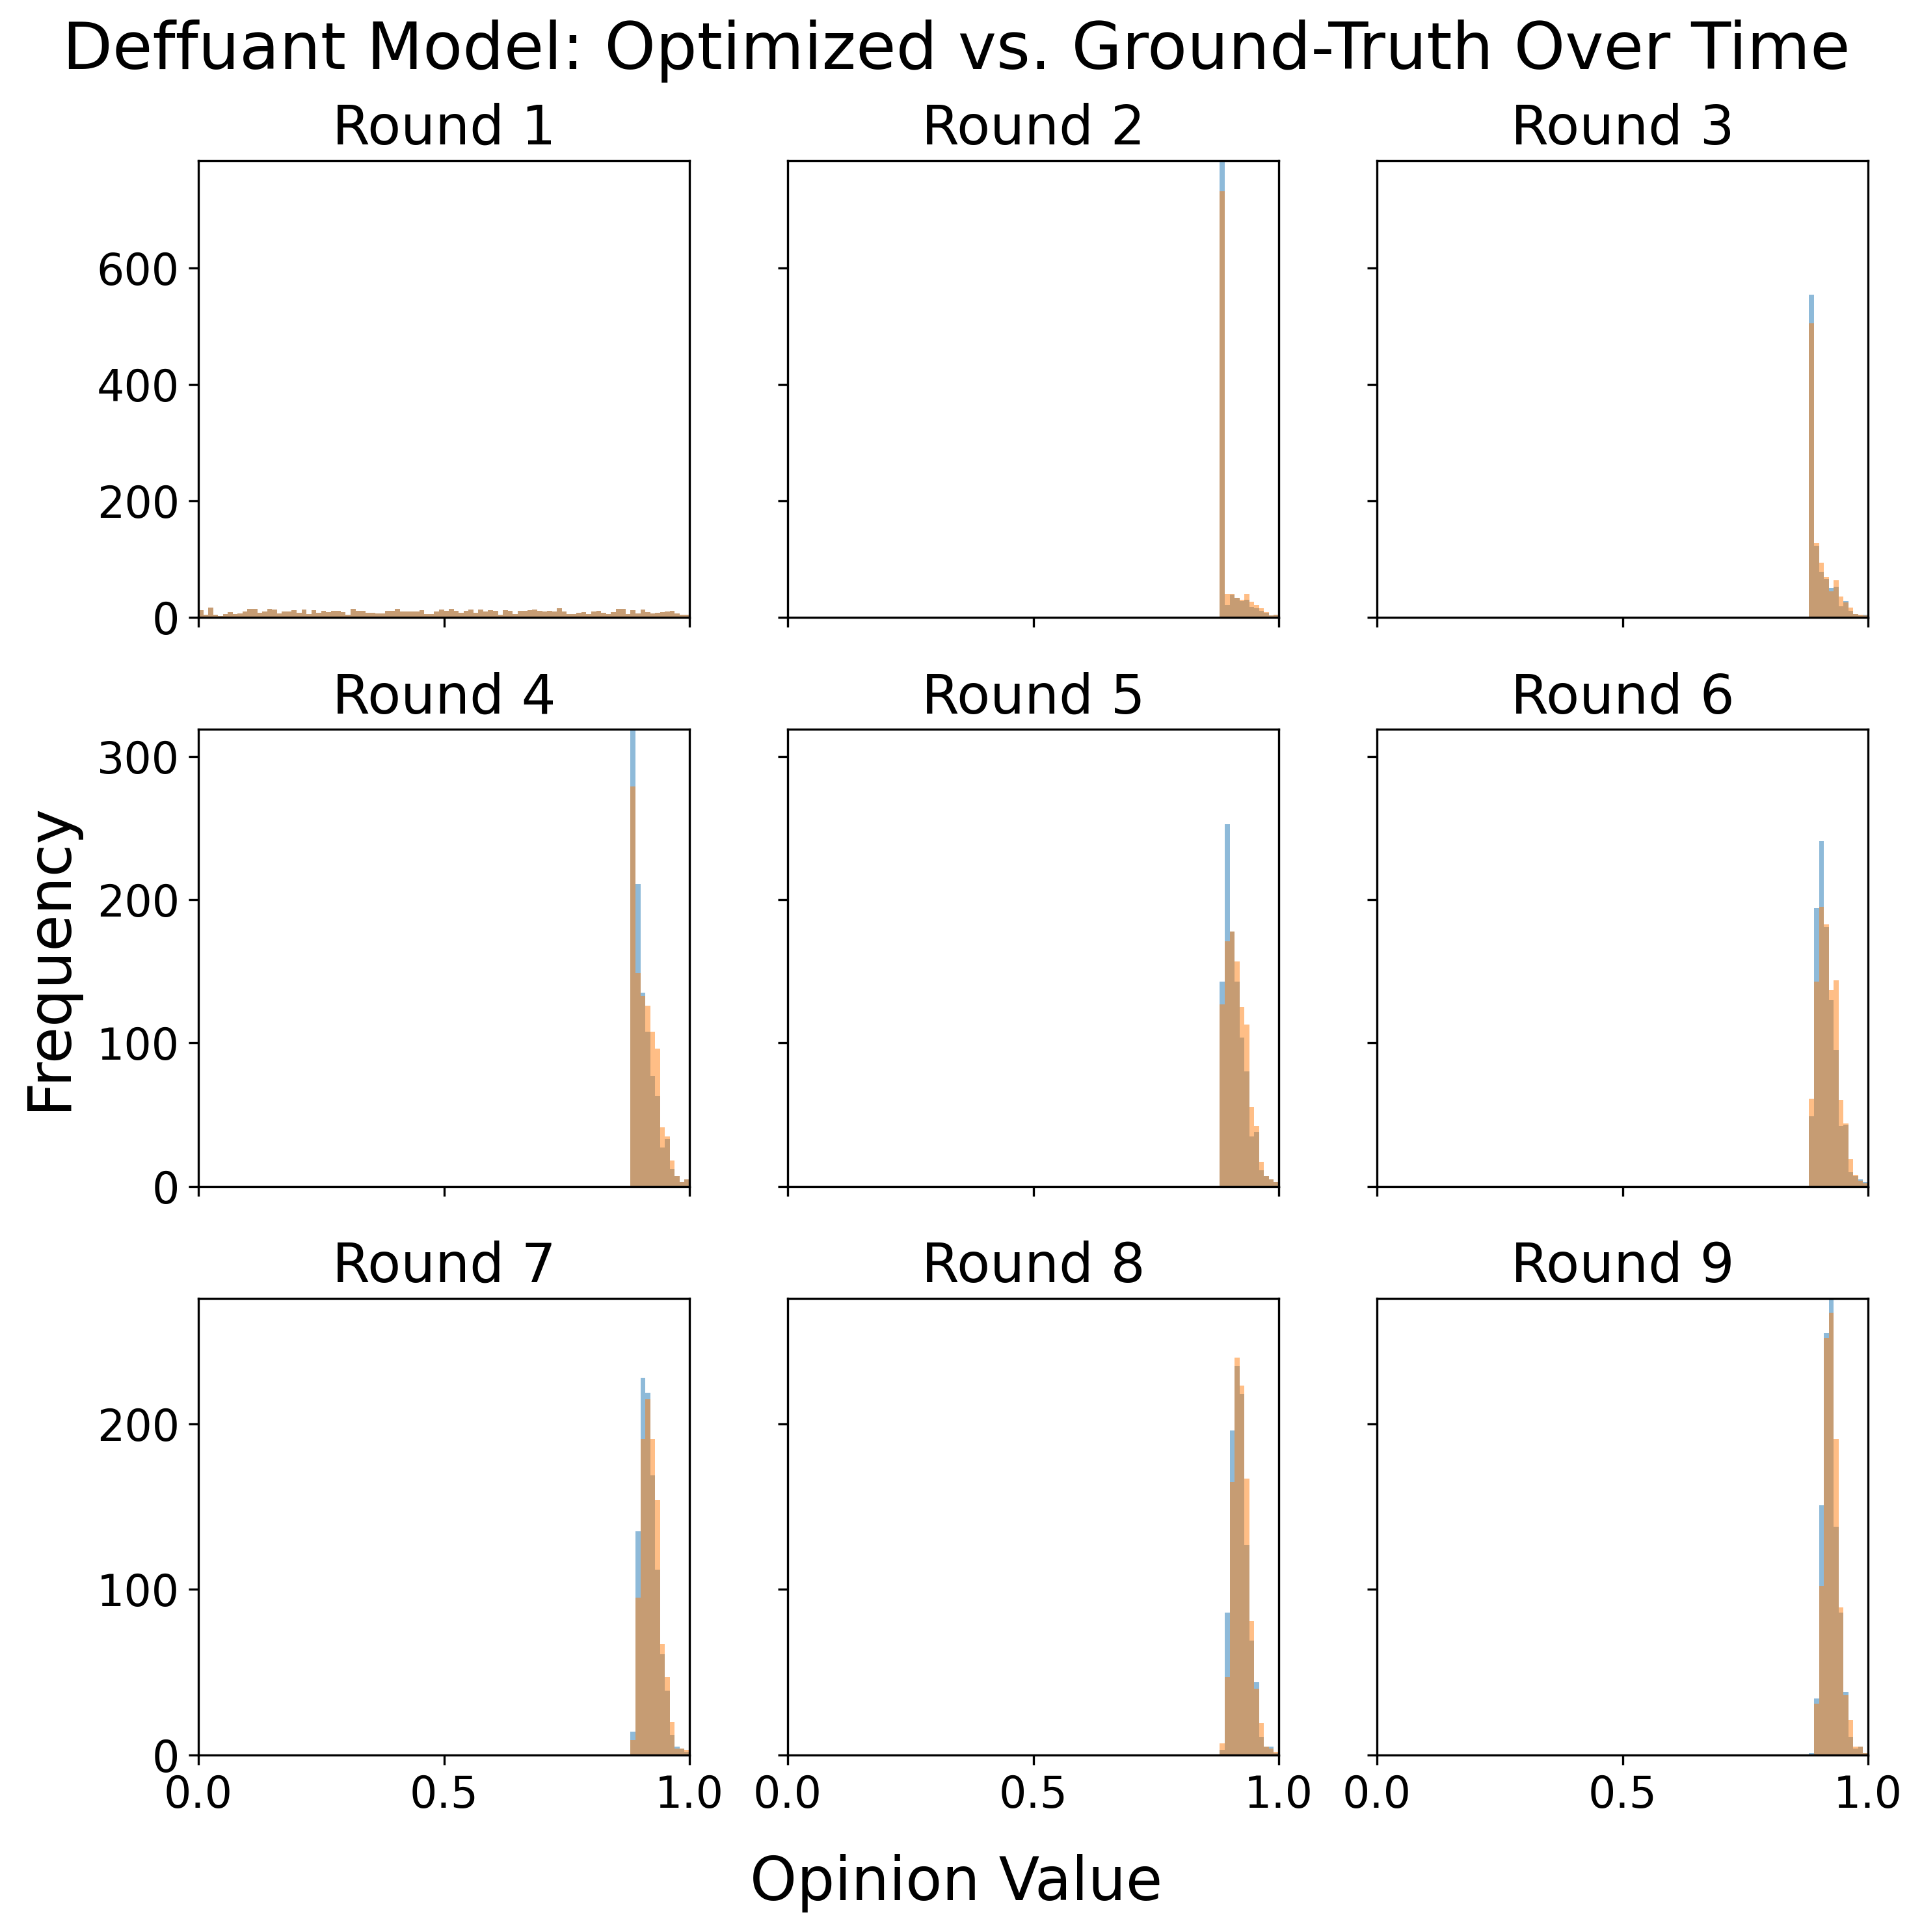 Deffuant Model: Optimized vs. Ground-Truth Over Time
Round 1
Round 2
Round 3
600
400
200
0
Round 4
Round 5
Round 6
300
200
100
0
Frequency
Round 7
Round 8
Round 9
200
100
0
0.0 0.5 1.0 0.0 0.5 1.0 0.0 0.5 1.0
Opinion Value